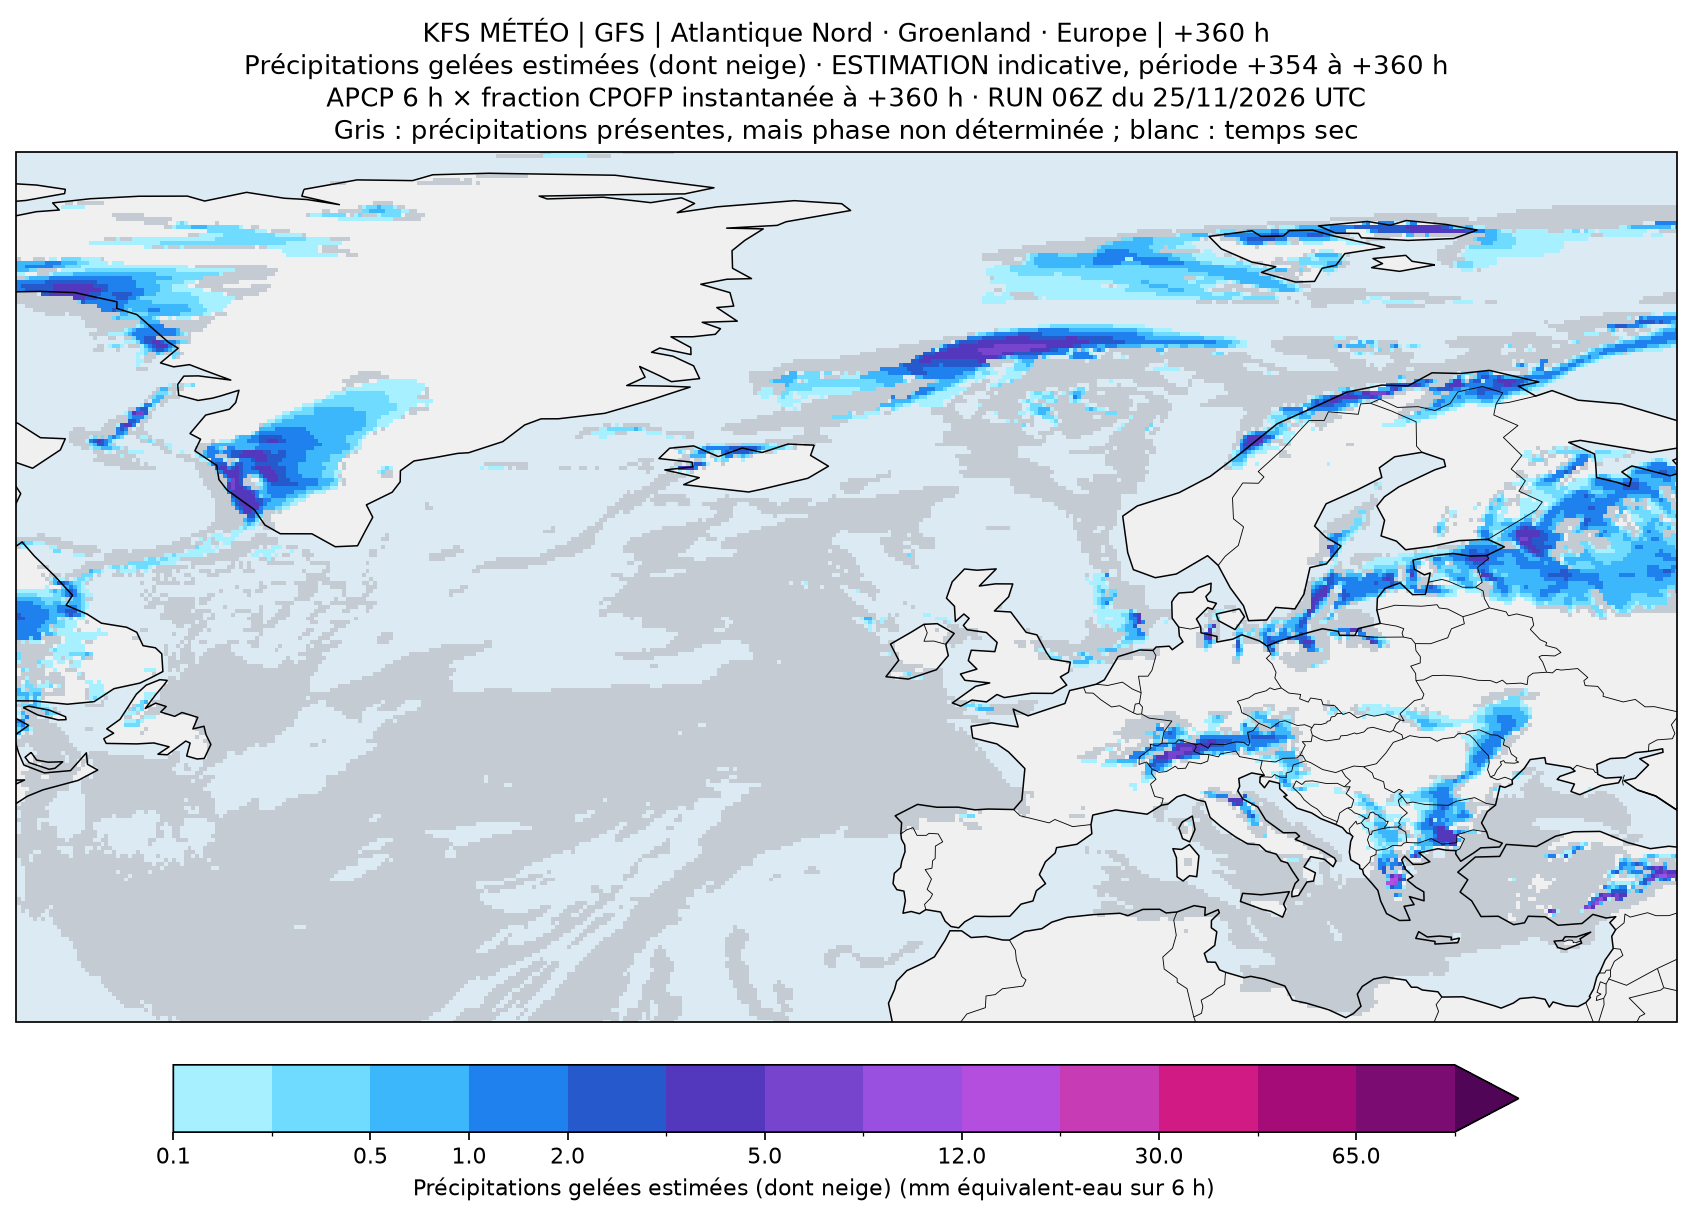 KFS MÉTÉO | GFS | Atlantique Nord · Groenland · Europe | +360 h
Précipitations gelées estimées (dont neige) · ESTIMATION indicative, période +354 à +360 h
APCP 6 h × fraction CPOFP instantanée à +360 h · RUN 06Z du 25/11/2026 UTC
Gris : précipitations présentes, mais phase non déterminée ; blanc : temps sec
0.1 0.5 1.0 2.0 5.0 12.0 30.0 65.0
Précipitations gelées estimées (dont neige) (mm équivalent-eau sur 6 h)